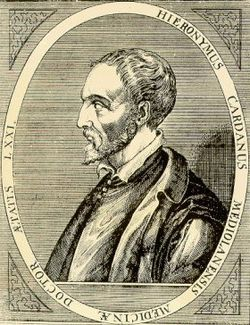 HIERONYMUS CARDANUS MEDIOLANENSIS MEDICINÆ DOCTOR ÆTATIS LXXI